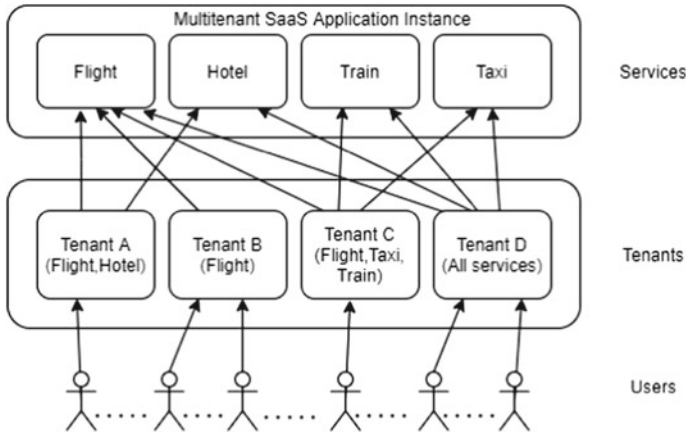 Multitenant SaaS Application Instance
Flight
Hotel
Train
Taxi
Services
Tenant A
(Flight,Hotel)
Tenant B
(Flight)
Tenant C
(Flight,Taxi,
Train)
Tenant D
(All services)
Tenants
Users